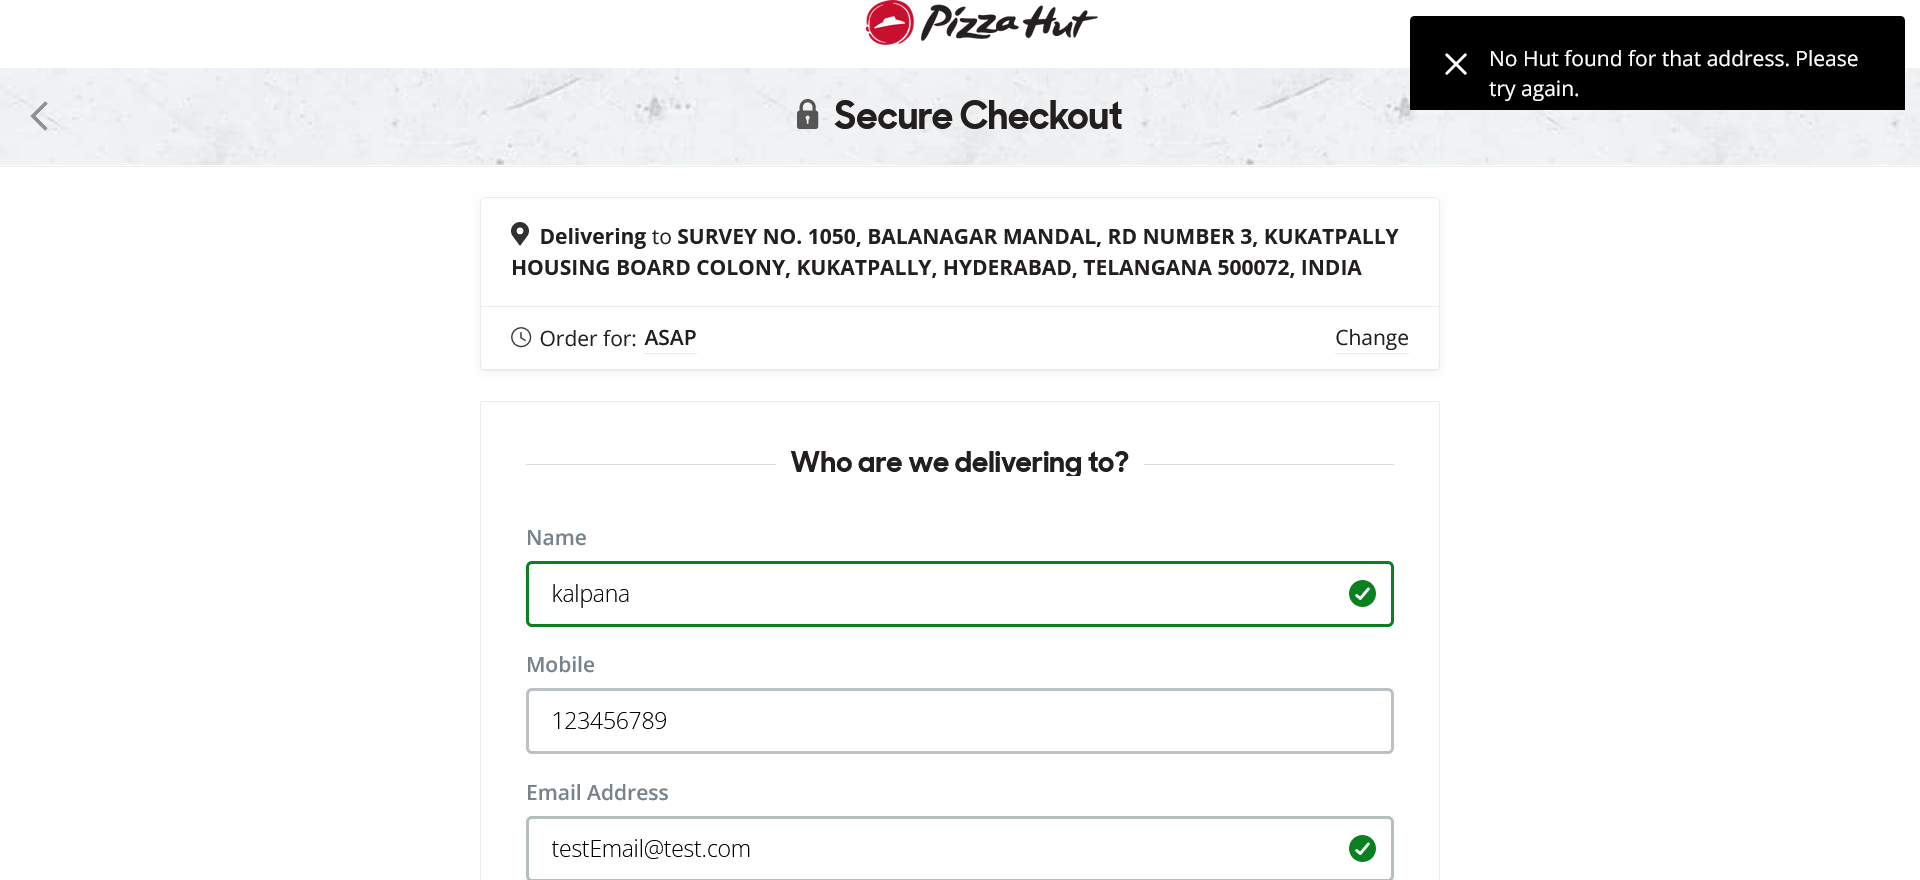 Pizza Hut
No Hut found for that address. Please
try again.
Secure Checkout
Delivering to SURVEY NO. 1050, BALANAGAR MANDAL, RD NUMBER 3, KUKATPALLY
HOUSING BOARD COLONY, KUKATPALLY, HYDERABAD, TELANGANA 500072, INDIA
Order for: ASAP
Change
Who are we delivering to?
Name
kalpana
Mobile
123456789
Email Address
testEmail@test.com